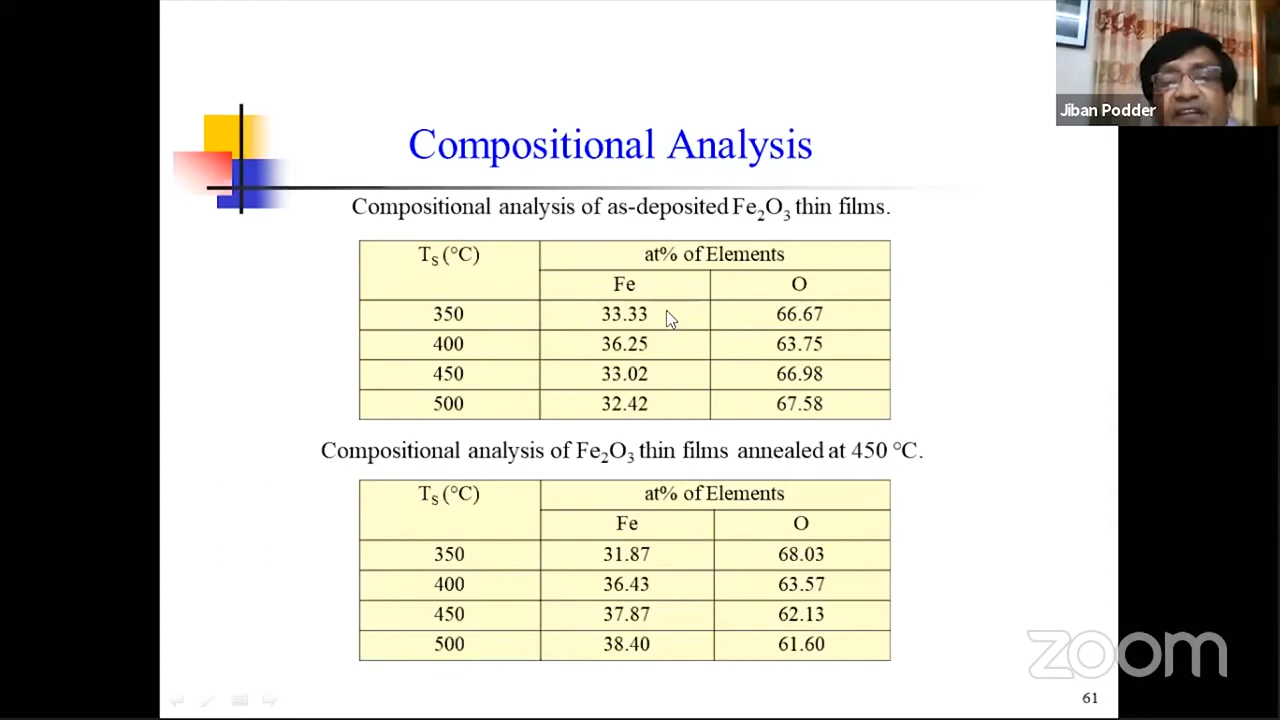 Jiban Podder
Compositional Analysis
Compositional analysis of as-deposited Fe₂O₃ thin films.
Tₛ (°C) at% of Elements
Fe O
350 33.33 66.67
400 36.25 63.75
450 33.02 66.98
500 32.42 67.58
Compositional analysis of Fe₂O₃ thin films annealed at 450 °C.
Tₛ (°C) at% of Elements
Fe O
350 31.87 68.03
400 36.43 63.57
450 37.87 62.13
500 38.40 61.60
zoom
61